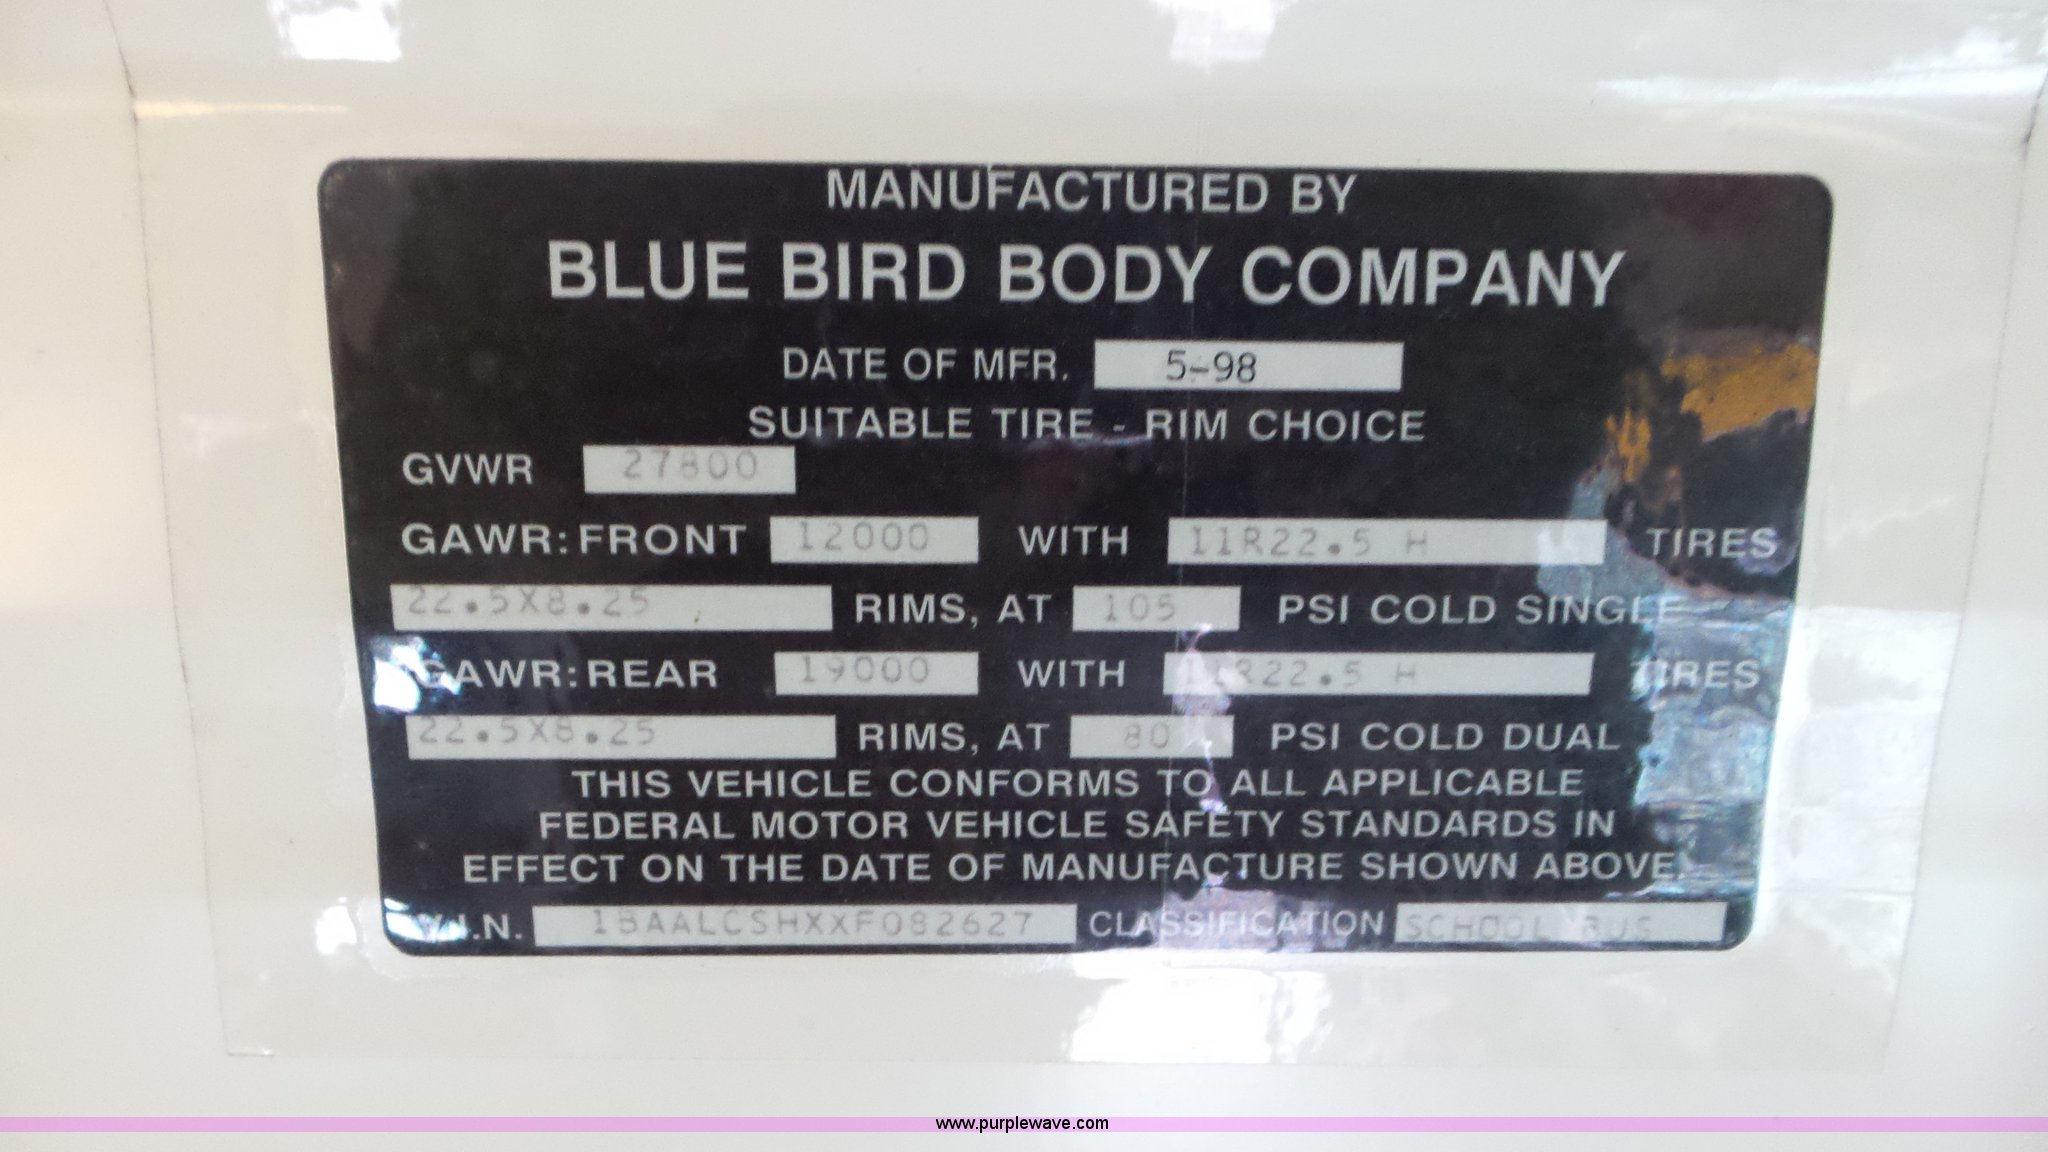 MANUFACTURED BY
BLUE BIRD BODY COMPANY
DATE OF MFR. 5-98
SUITABLE TIRE - RIM CHOICE
GVWR 27800
GAWR: FRONT 12000 WITH 11R22.5 H TIRES
22.5X8.25 RIMS, AT 105 PSI COLD SINGLE
GAWR: REAR 19000 WITH 11R22.5 H TIRES
22.5X8.25 RIMS, AT 80 PSI COLD DUAL
THIS VEHICLE CONFORMS TO ALL APPLICABLE
FEDERAL MOTOR VEHICLE SAFETY STANDARDS IN
EFFECT ON THE DATE OF MANUFACTURE SHOWN ABOVE.
V.I.N. 1BAALCSHXXF082627 CLASSIFICATION SCHOOL BUS
www.purplewave.com